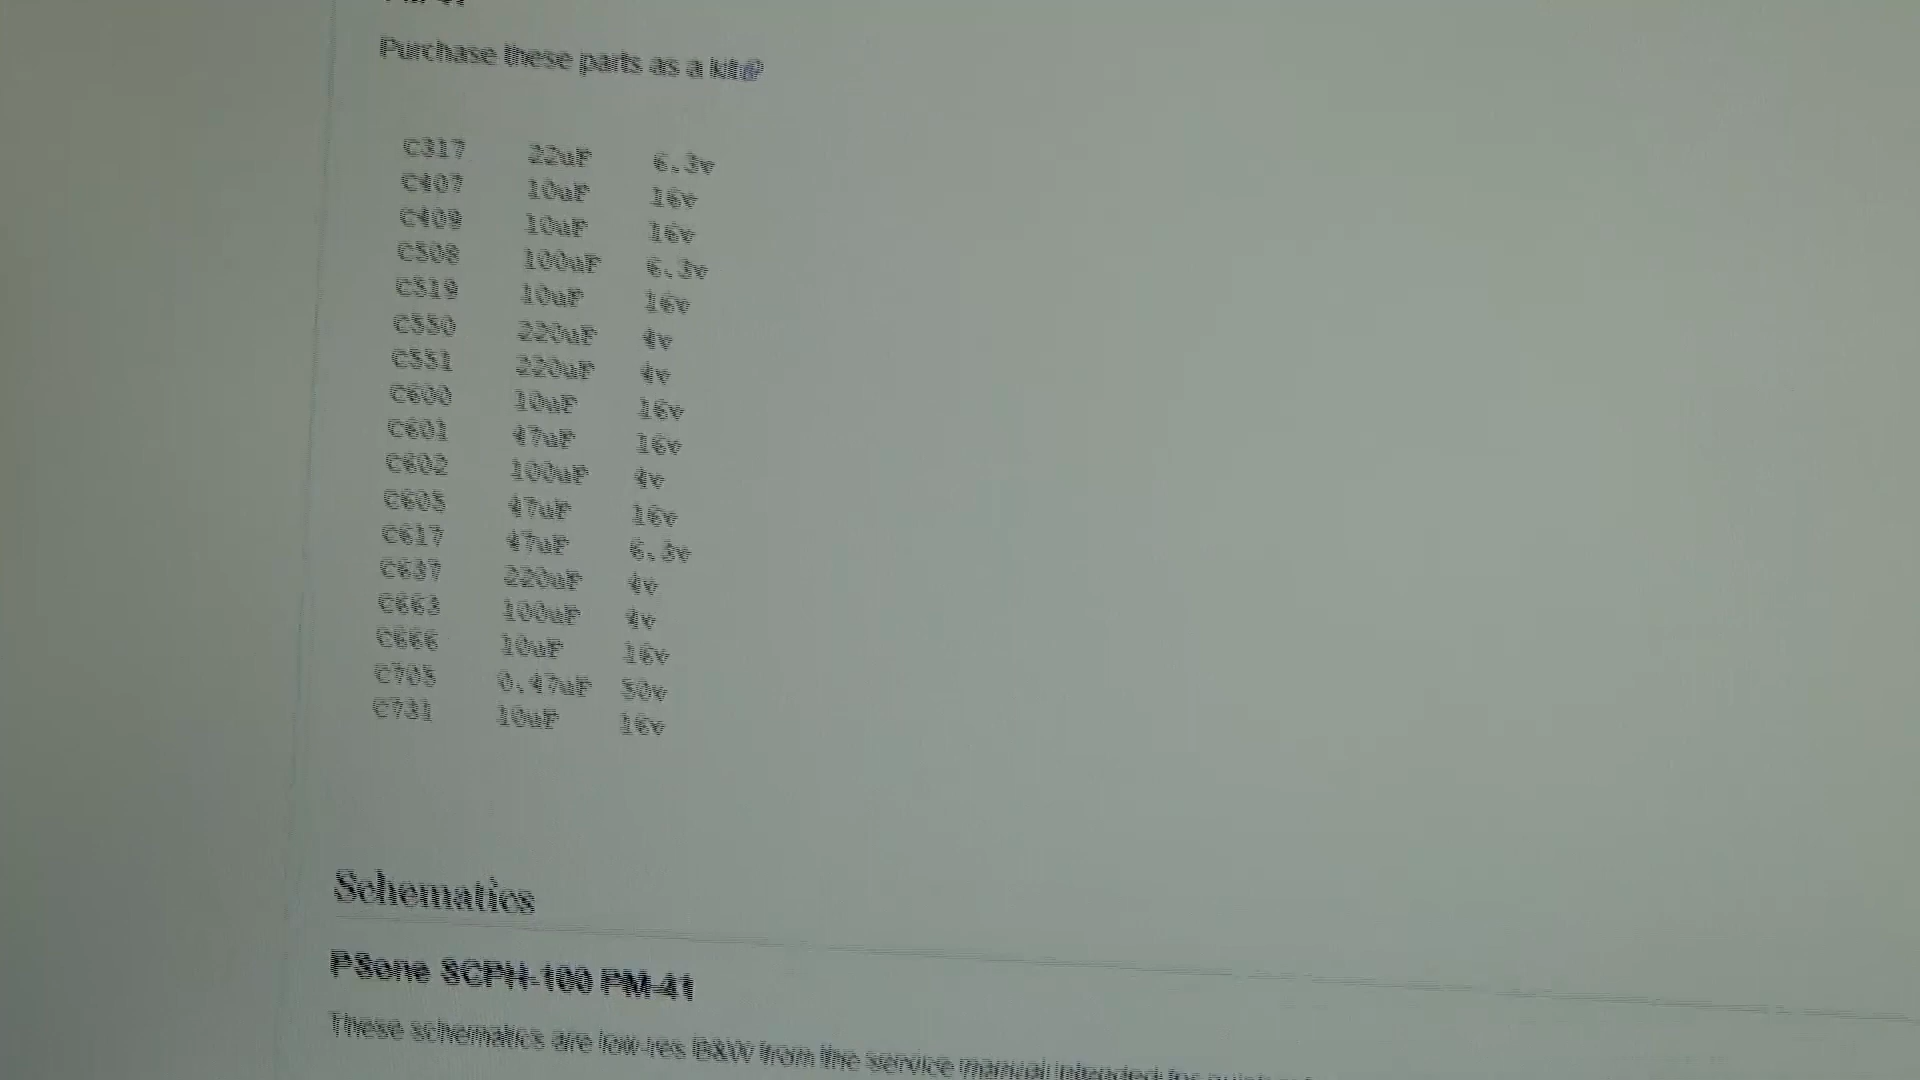 Purchase these parts as a kit
C317 22uF 6.3v
C407 10uF 16v
C409 10uF 16v
C508 100uF 6.3v
C519 10uF 16v
C550 220uF 4v
C551 220uF 4v
C600 10uF 16v
C601 47uF 16v
C602 100uF 4v
C605 47uF 16v
C617 47uF 6.3v
C637 220uF 4v
C663 100uF 4v
C666 10uF 16v
C705 0.47uF 50v
C731 10uF 16v
Schematics
PSone SCPH-100 PM-41
These schematics are low-res B&W from the service manual intended for